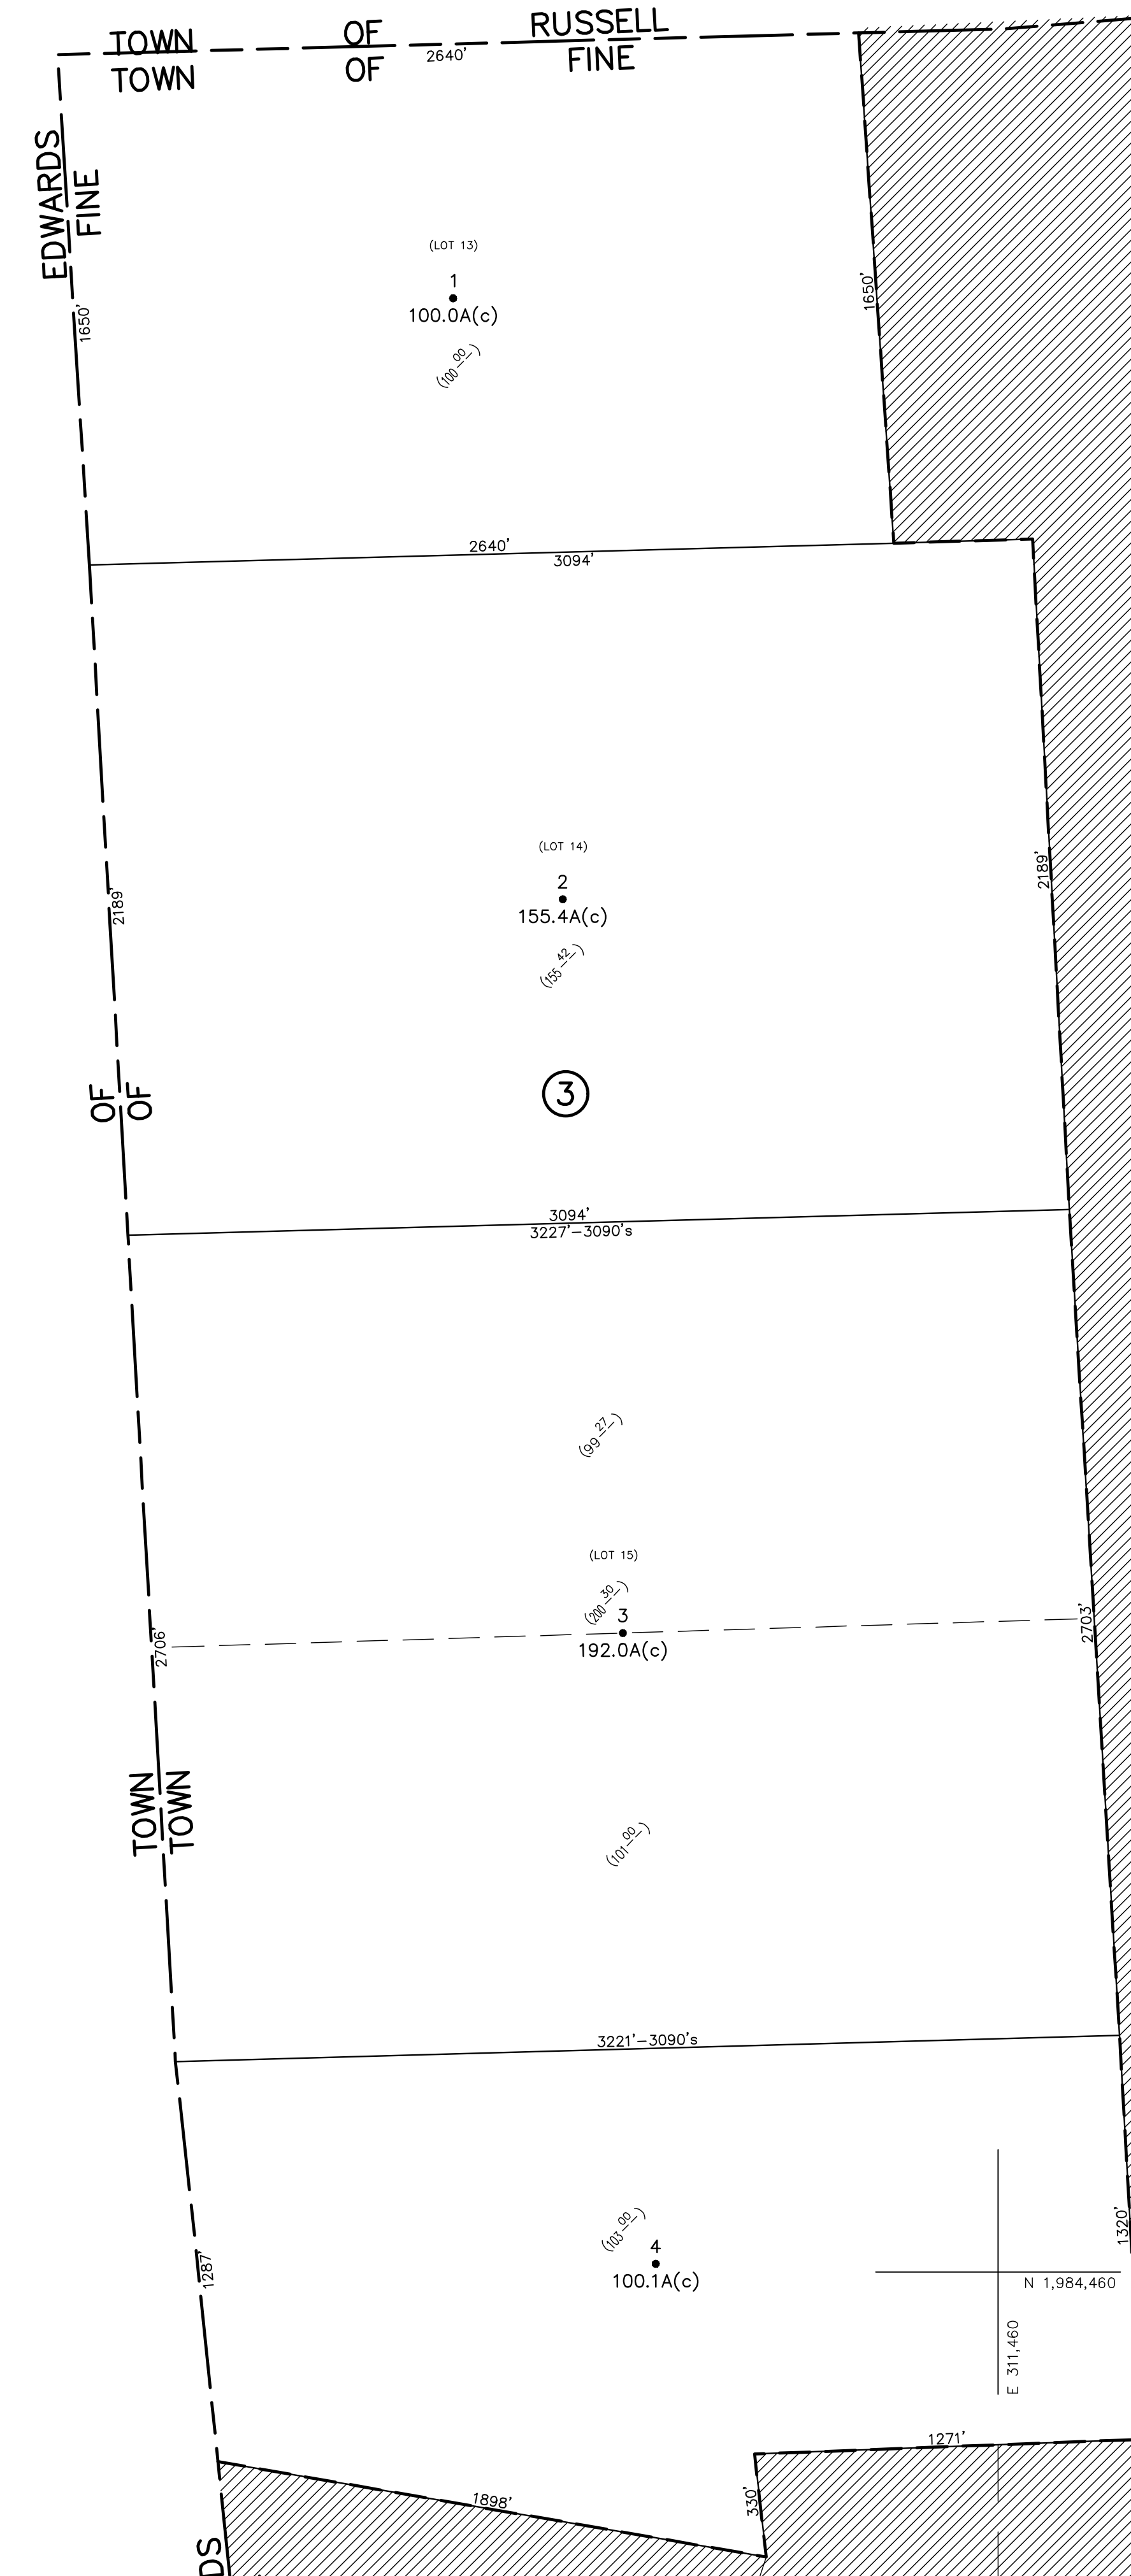 TOWN OF RUSSELL
TOWN OF FINE
2640'
EDWARDS
FINE
(LOT 13)
1
1650'
1650'
100.0A(c)
(100 00)
2640'
3094'
(LOT 14)
2
2189'
2189'
155.4A(c)
(155 42)
3
OF
OF
3094'
3227'-3090's
(99 27)
(LOT 15)
(200 30)
3
2706'
2703'
192.0A(c)
TOWN
TOWN
(101 00)
3221'-3090's
(103 00)
4
1320'
1287'
100.1A(c)
N 1,984,460
E 311,460
1271'
1898'
330'
DS